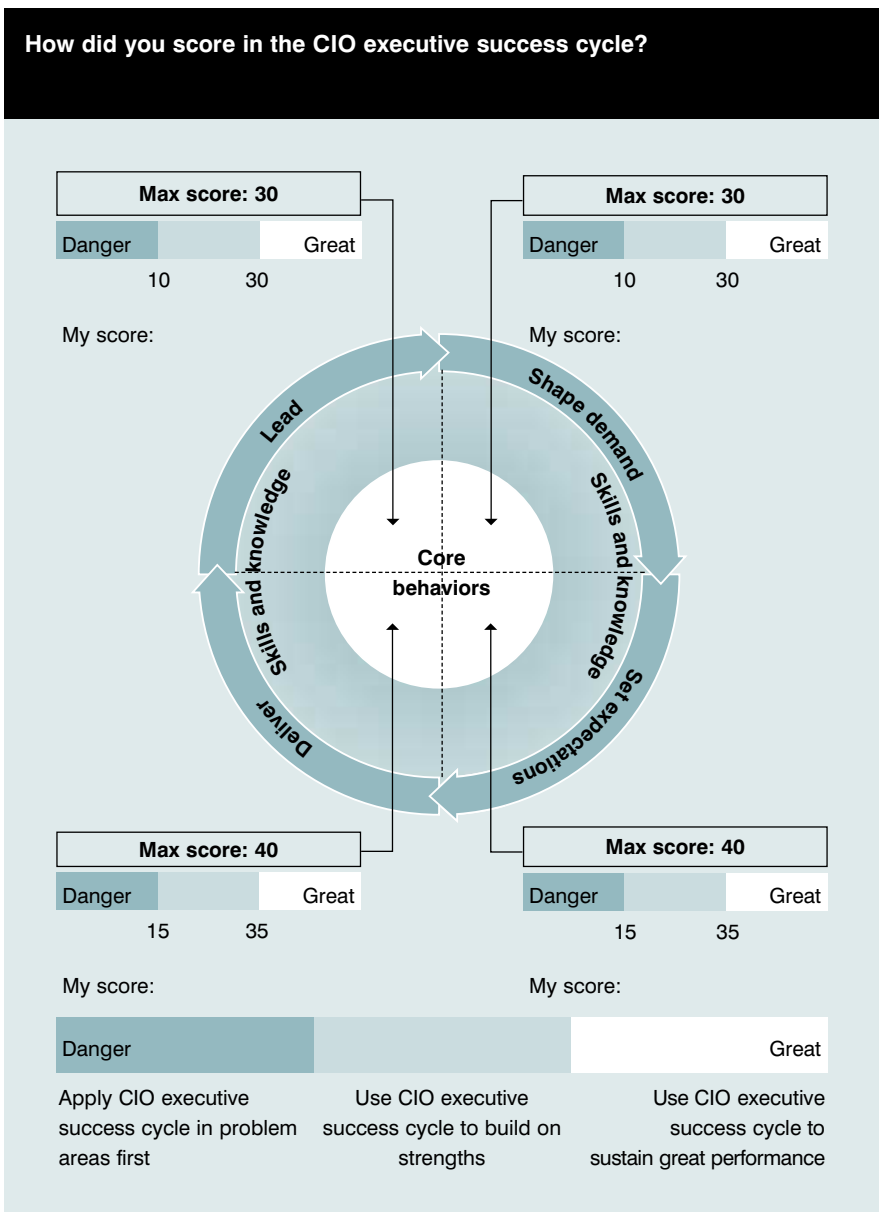 How did you score in the CIO executive success cycle?
Max score: 30
Danger
Great
10
30
My score:
Max score: 30
Danger
Great
10
30
My score:
Lead
Shape demand
Skills and knowledge
Skills and knowledge
Core
behaviors
Deliver
Set expectations
Max score: 40
Danger
Great
15
35
My score:
Max score: 40
Danger
Great
15
35
My score:
Danger
Great
Apply CIO executive
success cycle in problem
areas first
Use CIO executive
success cycle to build on
strengths
Use CIO executive
success cycle to
sustain great performance